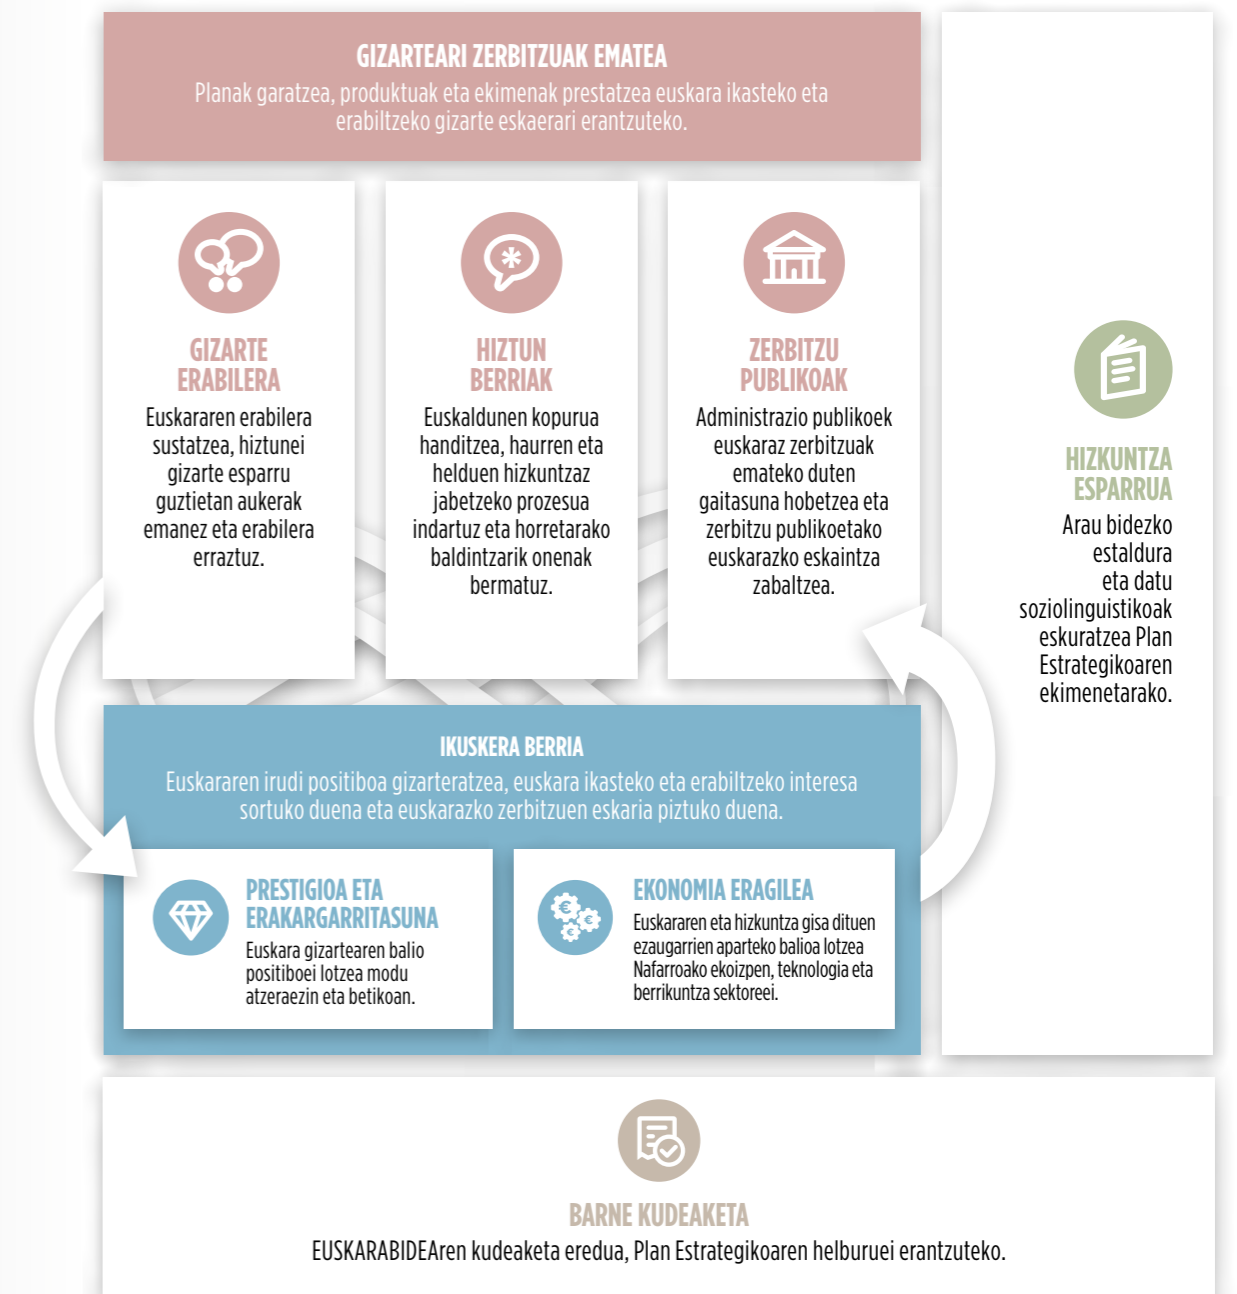 GIZARTEARI ZERBITZUAK EMATEA
Planak garatzea, produktuak eta ekimenak prestatzea euskara ikasteko eta
erabiltzeko gizarte eskaerari erantzuteko.
GIZARTE
ERABILERA
Euskararen erabilera
sustatzea, hiztunei
gizarte esparru
guztietan aukerak
emanez eta erabilera
erraztuz.
HIZTUN
BERRIAK
Euskaldunen kopurua
handitzea, haurren eta
helduen hizkuntzaz
jabetzeko prozesua
indartuz eta horretarako
baldintzarik onenak
bermatuz.
ZERBITZU
PUBLIKOAK
Administrazio publikoek
euskaraz zerbitzuak
emateko duten
gaitasuna hobetzea eta
zerbitzu publikoetako
euskarazko eskaintza
zabaltzea.
HIZKUNTZA
ESPARRUA
Arau bidezko
estaldura
eta datu
soziolinguistikoak
eskuratzea Plan
Estrategikoaren
ekimenetarako.
IKUSKERA BERRIA
Euskararen irudi positiboa gizarteratzea, euskara ikasteko eta erabiltzeko interesa
sortuko duena eta euskarazko zerbitzuen eskaria piztuko duena.
PRESTIGIOA ETA
ERAKARGARRITASUNA
Euskara gizartearen balio
positiboei lotzea modu
atzeraezin eta betikoan.
EKONOMIA ERAGILEA
Euskararen eta hizkuntza gisa dituen
ezaugarrien aparteko balioa lotzea
Nafarroako ekoizpen, teknologia eta
berrikuntza sektoreei.
BARNE KUDEAKETA
EUSKARABIDEAren kudeaketa eredua, Plan Estrategikoaren helburuei erantzuteko.